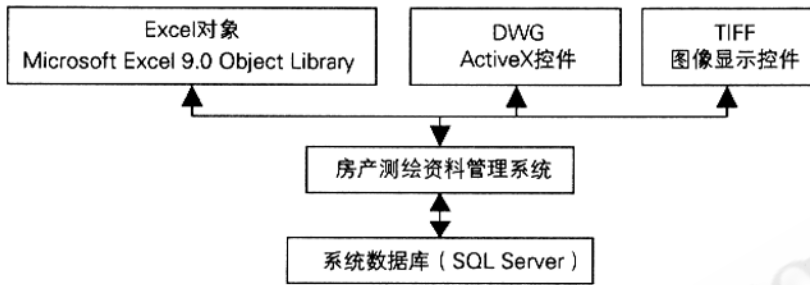 Excel对象
Microsoft Excel 9.0 Object Library
DWG
ActiveX控件
TIFF
图像显示控件
房产测绘资料管理系统
系统数据库（SQL Server）